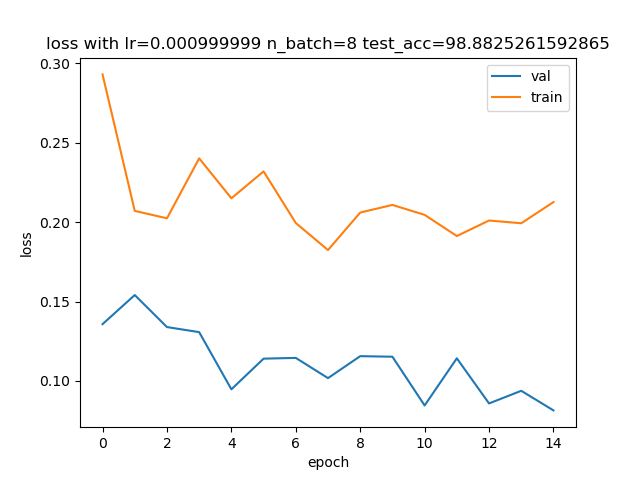 loss with lr=0.000999999 n_batch=8 test_acc=98.8825261592865
0.30
val
train
0.25
0.20
loss
0.15
0.10
0 2 4 6 8 10 12 14
epoch